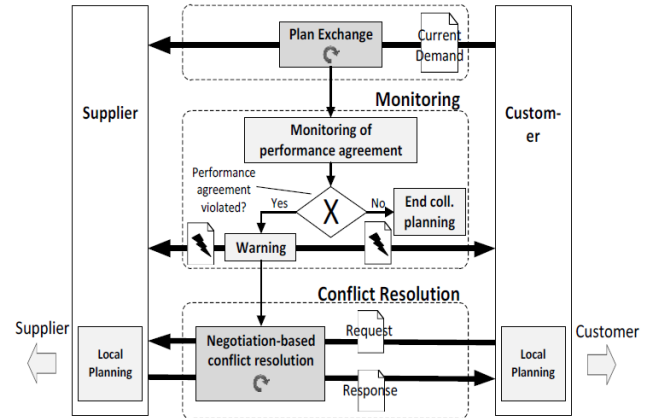 Plan Exchange
Current
Demand
Supplier
Custom-
er
Monitoring
Monitoring of
performance agreement
Performance
agreement
violated?
Yes
X
No
End coll.
planning
Warning
Conflict Resolution
Supplier
Local
Planning
Negotiation-based
conflict resolution
Request
Response
Local
Planning
Customer